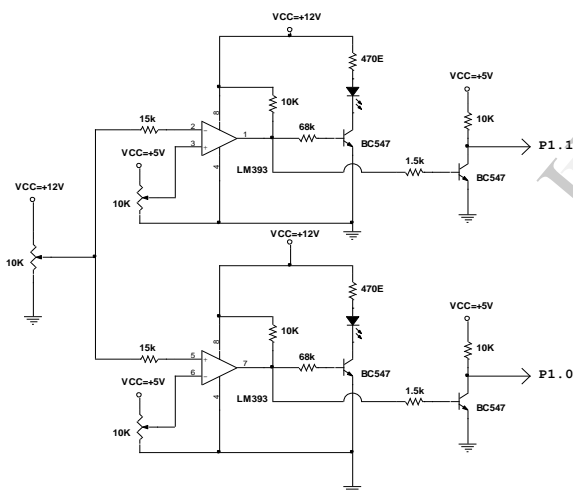 VCC=+12V
470E
VCC=+5V
10K
10K
15k
8
2
1
68k
P1.1
VCC=+5V
3
BC547
LM393
1.5k
BC547
VCC=+12V
4
10K
10K
VCC=+12V
470E
VCC=+5V
10K
10K
15k
8
5
7
68k
P1.0
VCC=+5V
6
BC547
LM393
1.5k
BC547
4
10K